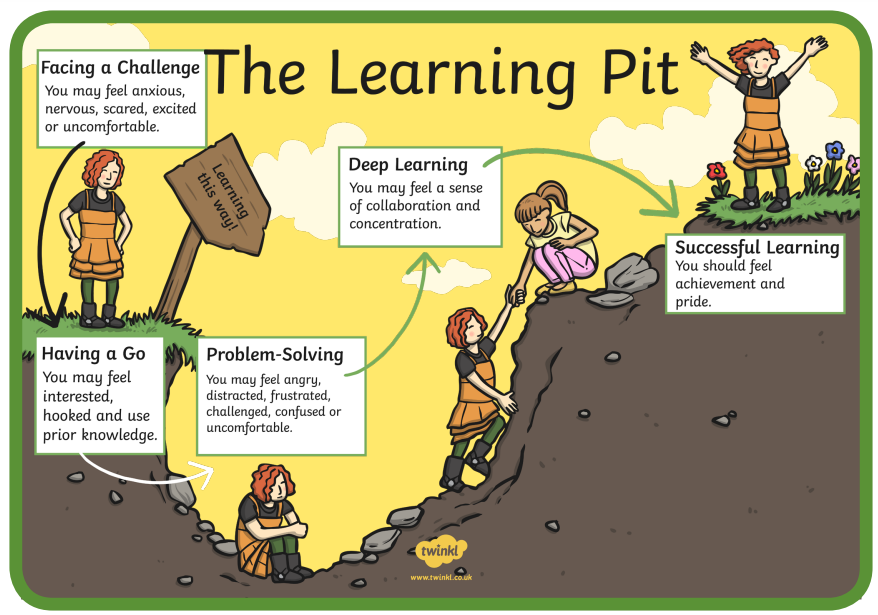 The Learning Pit
Facing a Challenge
You may feel anxious,
nervous, scared, excited
or uncomfortable.
Learning
this way!
Having a Go
You may feel
interested,
hooked and use
prior knowledge.
Problem-Solving
You may feel angry,
distracted, frustrated,
challenged, confused or
uncomfortable.
Deep Learning
You may feel a sense
of collaboration and
concentration.
Successful Learning
You should feel
achievement and
pride.
twinkl
www.twinkl.co.uk